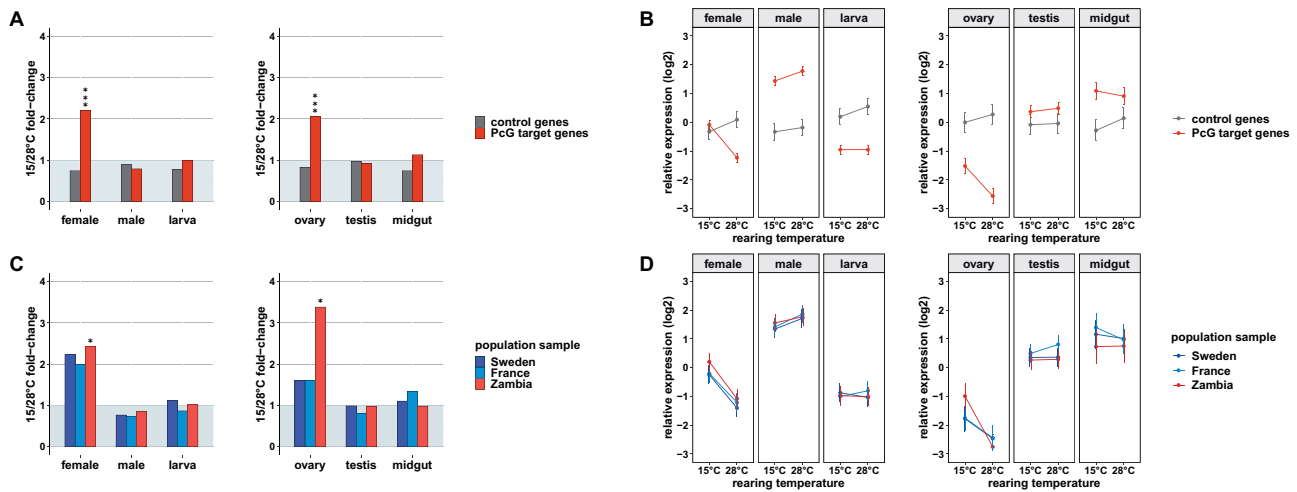 A
15/28°C fold−change
4
3
2
1
0
***
female male larva
15/28°C fold−change
4
3
2
1
0
***
ovary testis midgut
control genes
PcG target genes
B
female male larva
relative expression (log2)
3
2
1
0
−1
−2
−3
15°C 28°C 15°C 28°C 15°C 28°C
rearing temperature
ovary testis midgut
relative expression (log2)
3
2
1
0
−1
−2
−3
15°C 28°C 15°C 28°C 15°C 28°C
rearing temperature
control genes
PcG target genes
C
15/28°C fold−change
4
3
2
1
0
*
female male larva
15/28°C fold−change
4
3
2
1
0
*
ovary testis midgut
population sample
Sweden
France
Zambia
D
female male larva
relative expression (log2)
3
2
1
0
−1
−2
−3
15°C 28°C 15°C 28°C 15°C 28°C
rearing temperature
ovary testis midgut
relative expression (log2)
3
2
1
0
−1
−2
−3
15°C 28°C 15°C 28°C 15°C 28°C
rearing temperature
population sample
Sweden
France
Zambia